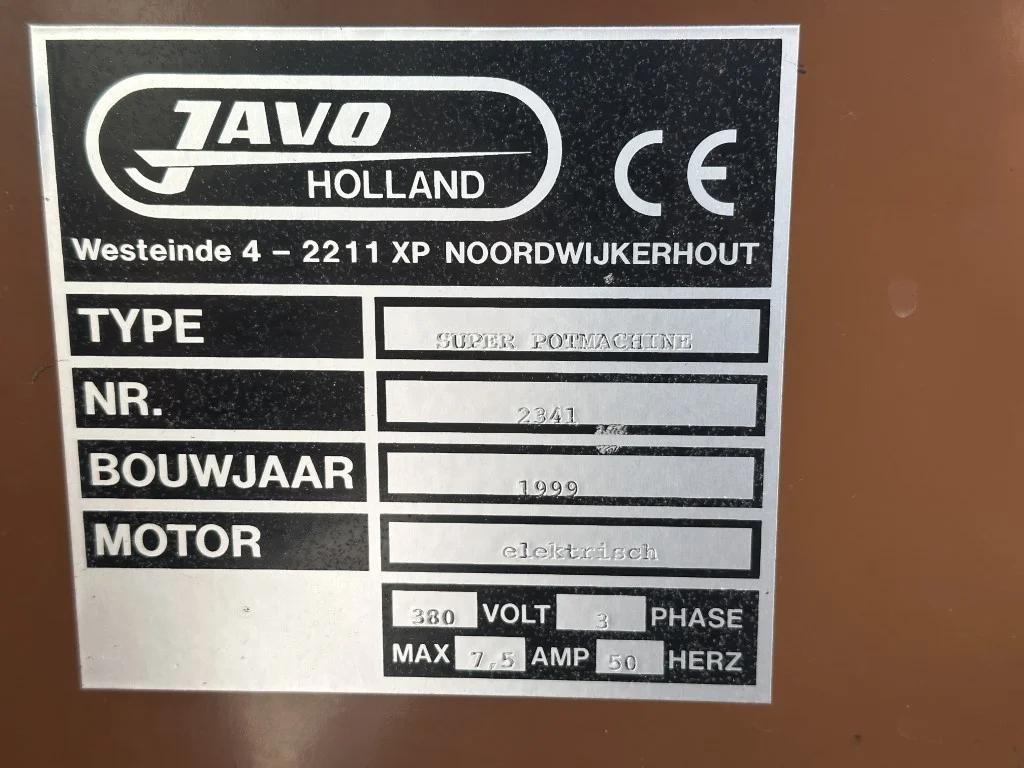 JAVO
HOLLAND
CE
Westeinde 4 – 2211 XP NOORDWIJKERHOUT
TYPE SUPER POTMACHINE
NR. 2341
BOUWJAAR 1999
MOTOR elektrisch
380 VOLT 3 PHASE
MAX 7,5 AMP 50 HERZ